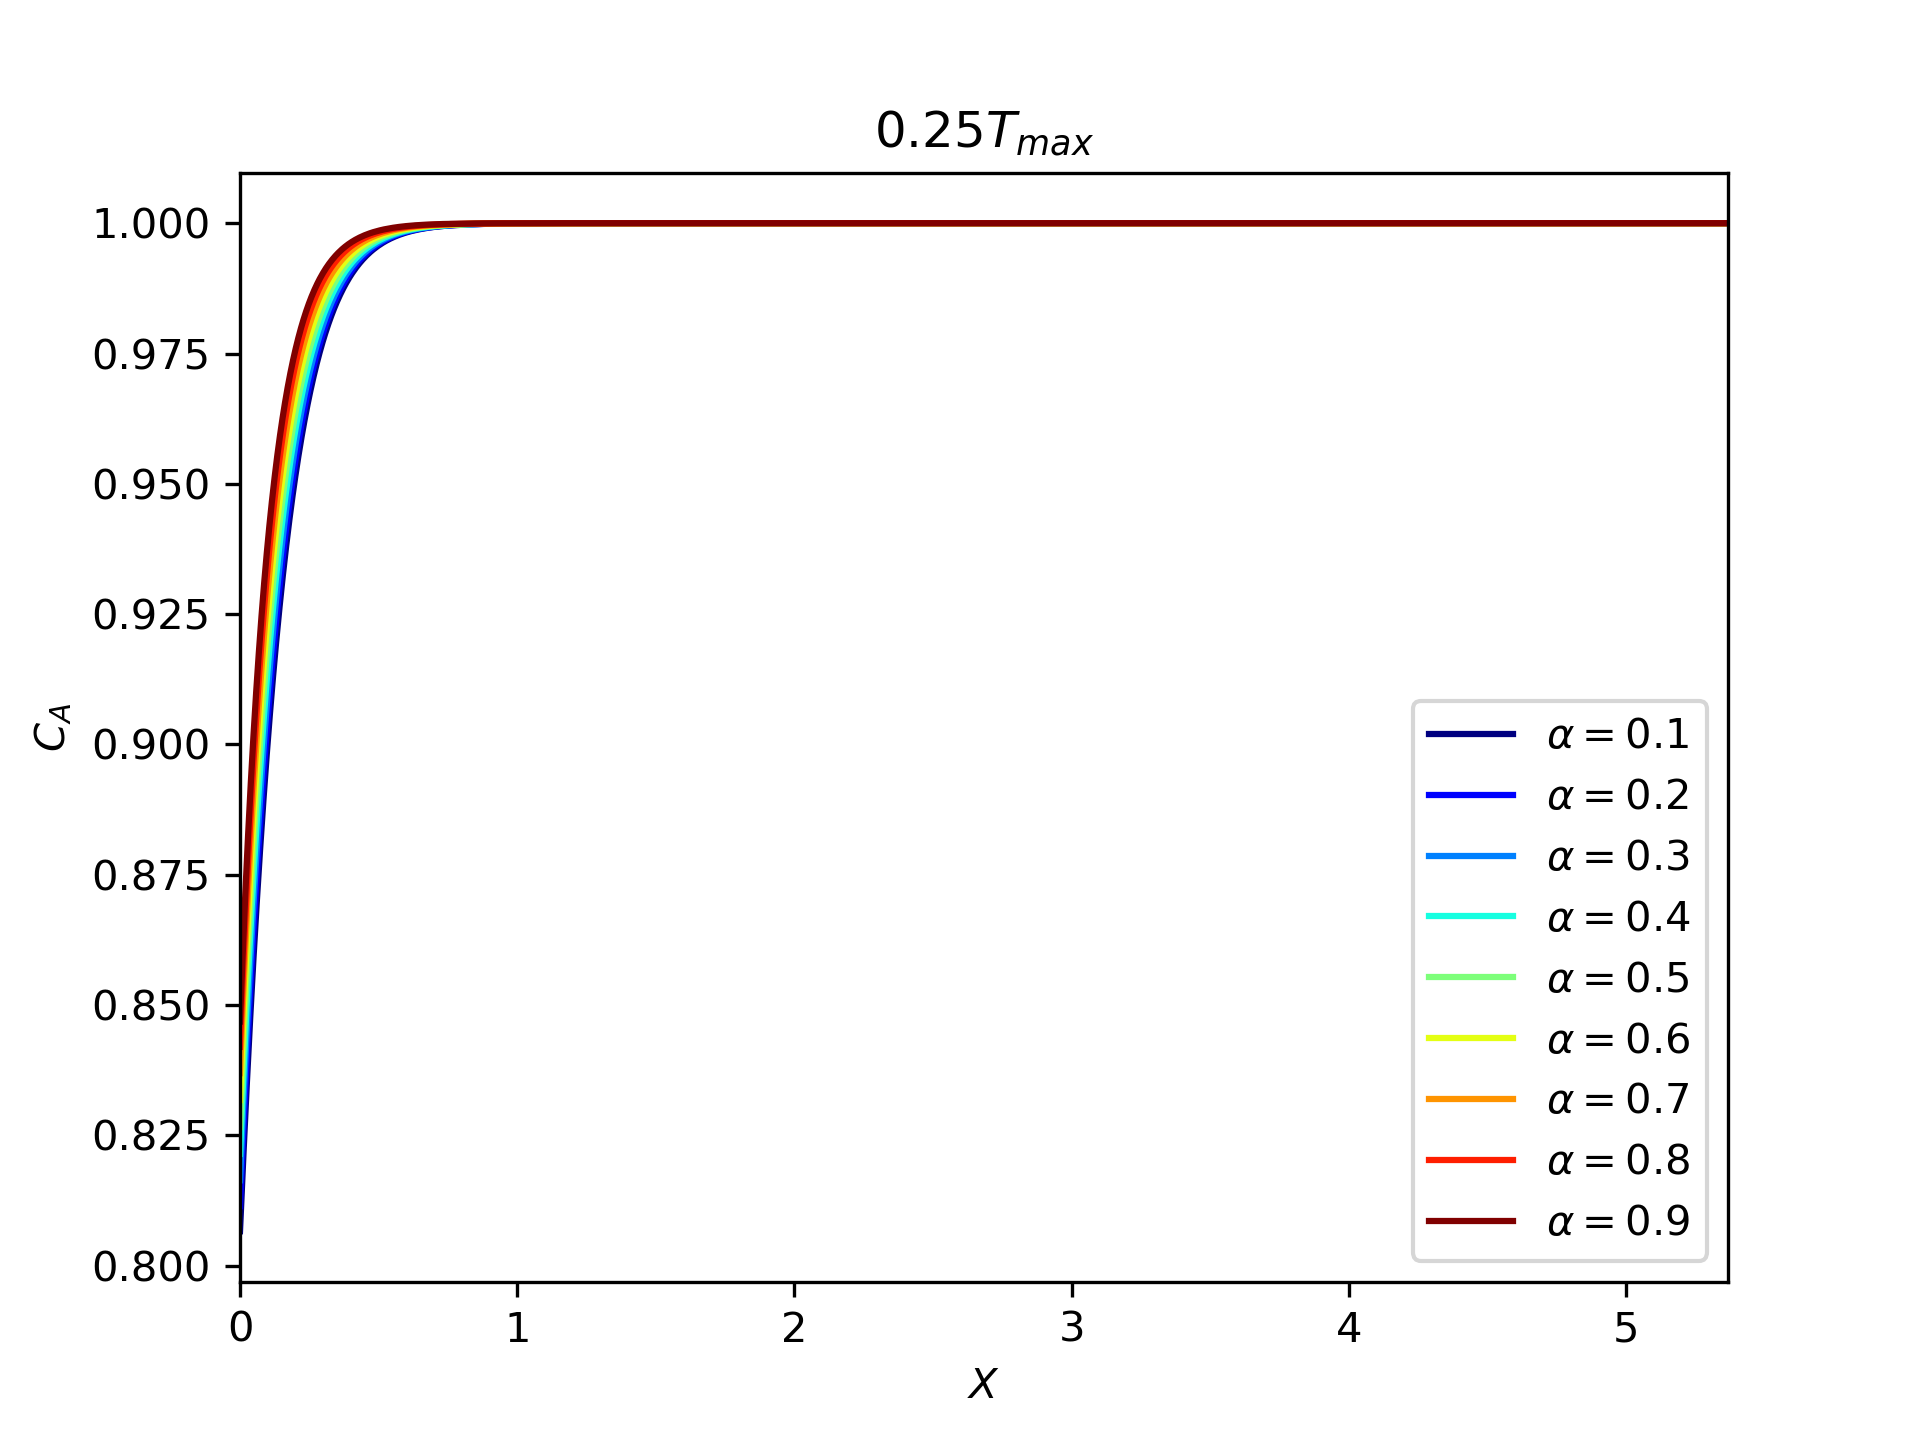 0.25T_max
1.000
0.975
0.950
0.925
0.900
0.875
0.850
0.825
0.800
C_A
0 1 2 3 4 5
X
α = 0.1
α = 0.2
α = 0.3
α = 0.4
α = 0.5
α = 0.6
α = 0.7
α = 0.8
α = 0.9